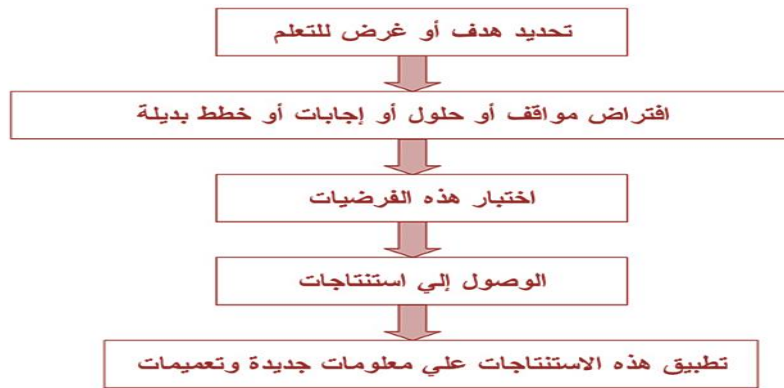 تحديد هدف أو غرض للتعلم
افتراض مواقف أو حلول أو إجابات أو خطط بديلة
اختبار هذه الفرضيات
الوصول إلي استنتاجات
تطبيق هذه الاستنتاجات علي معلومات جديدة وتعميمات